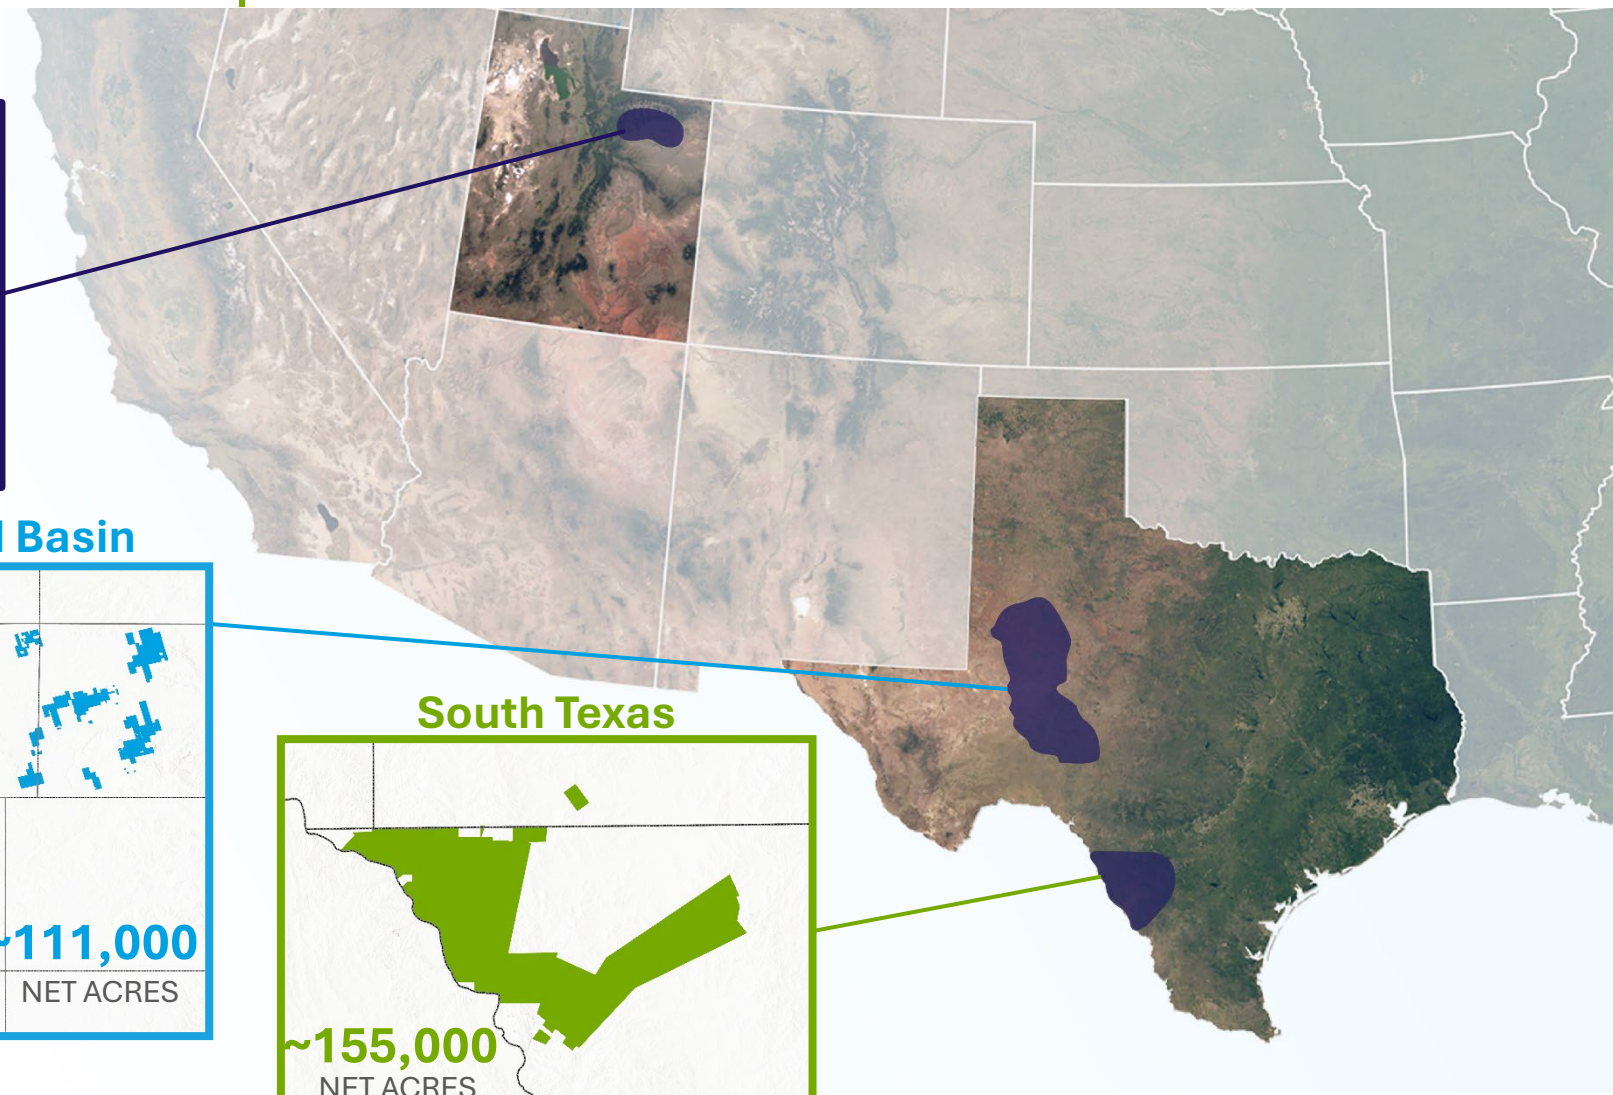 Basin
~111,000
NET ACRES
South Texas
~155,000
NET ACRES